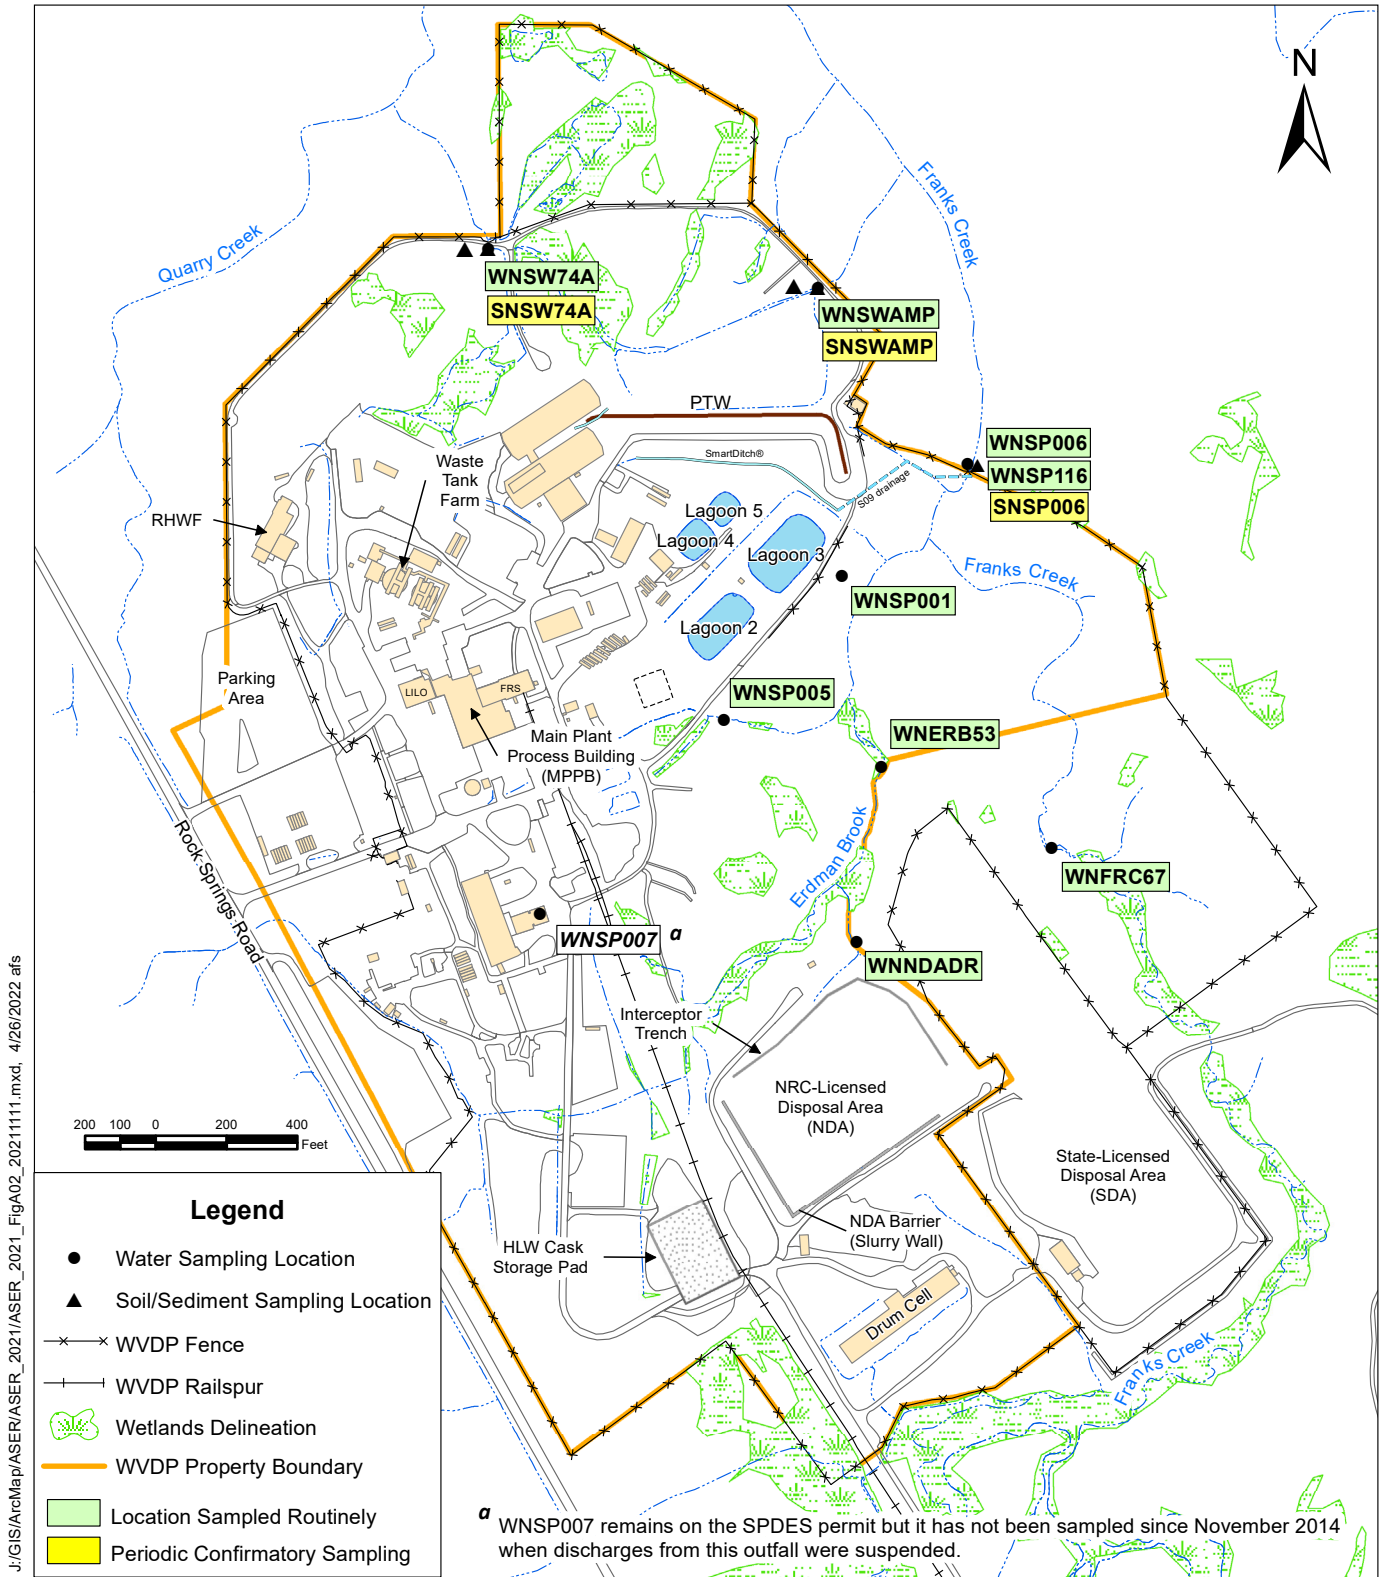 N
Franks Creek
Quarry Creek
WNSW74A
SNSW74A
WNSWAMP
SNSWAMP
PTW
SmartDitch®
S09 drainage
WNSP006
WNSP116
SNSP006
Waste
Tank
Farm
RHWF
Lagoon 5
Lagoon 4
Lagoon 3
Lagoon 2
Franks Creek
WNSP001
Parking
Area
LILO
FRS
WNSP005
Main Plant
Process Building
(MPPB)
WNERB53
Erdman Brook
Rock Springs Road
WNFRC67
WNSP007 a
WNNDADR
Interceptor
Trench
NRC-Licensed
Disposal Area
(NDA)
State-Licensed
Disposal Area
(SDA)
200 100 0 200 400
Feet
NDA Barrier
(Slurry Wall)
HLW Cask
Storage Pad
Drum Cell
Franks Creek
Legend
Water Sampling Location
Soil/Sediment Sampling Location
WVDP Fence
WVDP Railspur
Wetlands Delineation
WVDP Property Boundary
Location Sampled Routinely
Periodic Confirmatory Sampling
a WNSP007 remains on the SPDES permit but it has not been sampled since November 2014
when discharges from this outfall were suspended.
J:/GIS/ArcMap/ASER/ASER_2021/ASER_2021_FigA02_20211111.mxd, 4/26/2022 afs